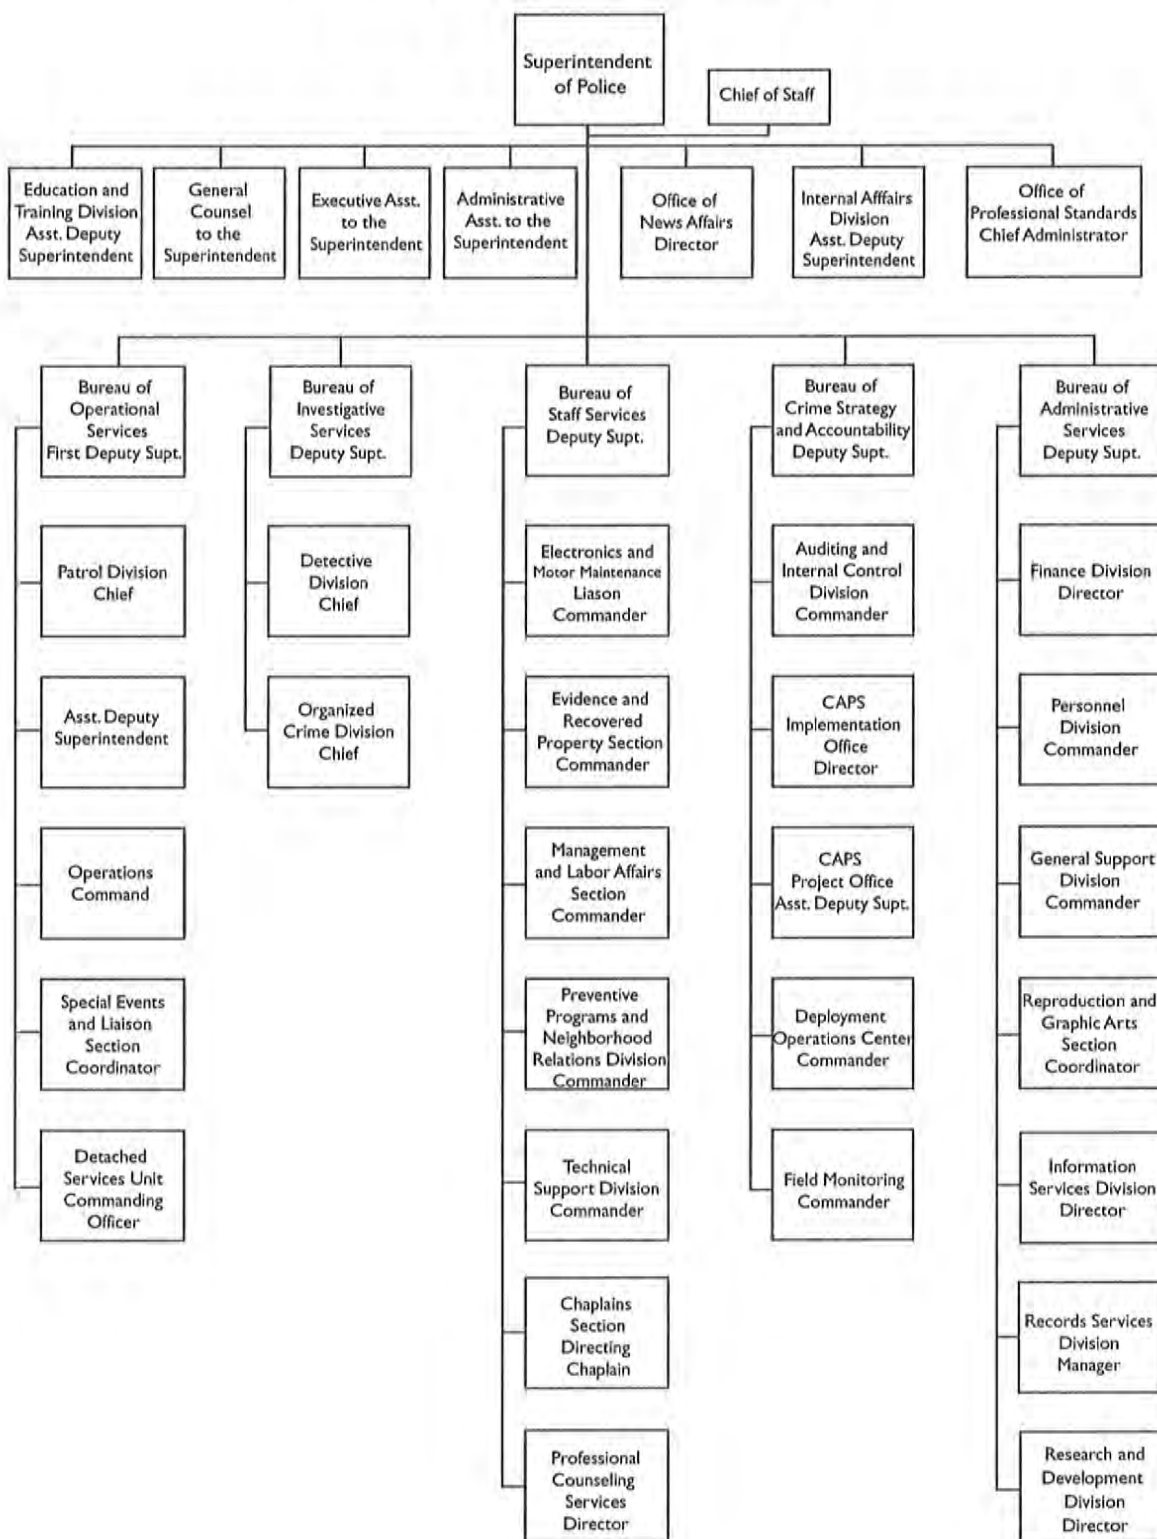 Superintendent
of Police
Chief of Staff
Education and
Training Division
Asst. Deputy
Superintendent
General
Counsel
to the
Superintendent
Executive Asst.
to the
Superintendent
Administrative
Asst. to the
Superintendent
Office of
News Affairs
Director
Internal Afffairs
Division
Asst. Deputy
Superintendent
Office of
Professional Standards
Chief Administrator
Bureau of
Operational
Services
First Deputy Supt.
Bureau of
Investigative
Services
Deputy Supt.
Bureau of
Staff Services
Deputy Supt.
Bureau of
Crime Strategy
and Accountability
Deputy Supt.
Bureau of
Administrative
Services
Deputy Supt.
Patrol Division
Chief
Detective
Division
Chief
Electronics and
Motor Maintenance
Liason
Commander
Auditing and
Internal Control
Division
Commander
Finance Division
Director
Asst. Deputy
Superintendent
Organized
Crime Division
Chief
Evidence and
Recovered
Property Section
Commander
CAPS
Implementation
Office
Director
Personnel
Division
Commander
Operations
Command
Management
and Labor Affairs
Section
Commander
CAPS
Project Office
Asst. Deputy Supt.
General Support
Division
Commander
Special Events
and Liaison
Section
Coordinator
Preventive
Programs and
Neighborhood
Relations Division
Commander
Deployment
Operations Center
Commander
Reproduction and
Graphic Arts
Section
Coordinator
Detached
Services Unit
Commanding
Officer
Technical
Support Division
Commander
Field Monitoring
Commander
Information
Services Division
Director
Chaplains
Section
Directing
Chaplain
Records Services
Division
Manager
Professional
Counseling
Services
Director
Research and
Development
Division
Director